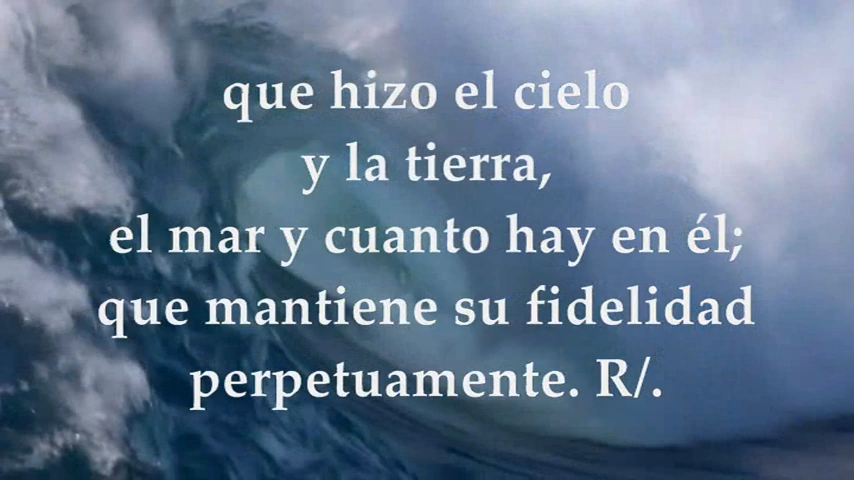 que hizo el cielo
y la tierra,
el mar y cuanto hay en él;
que mantiene su fidelidad
perpetuamente. R/.